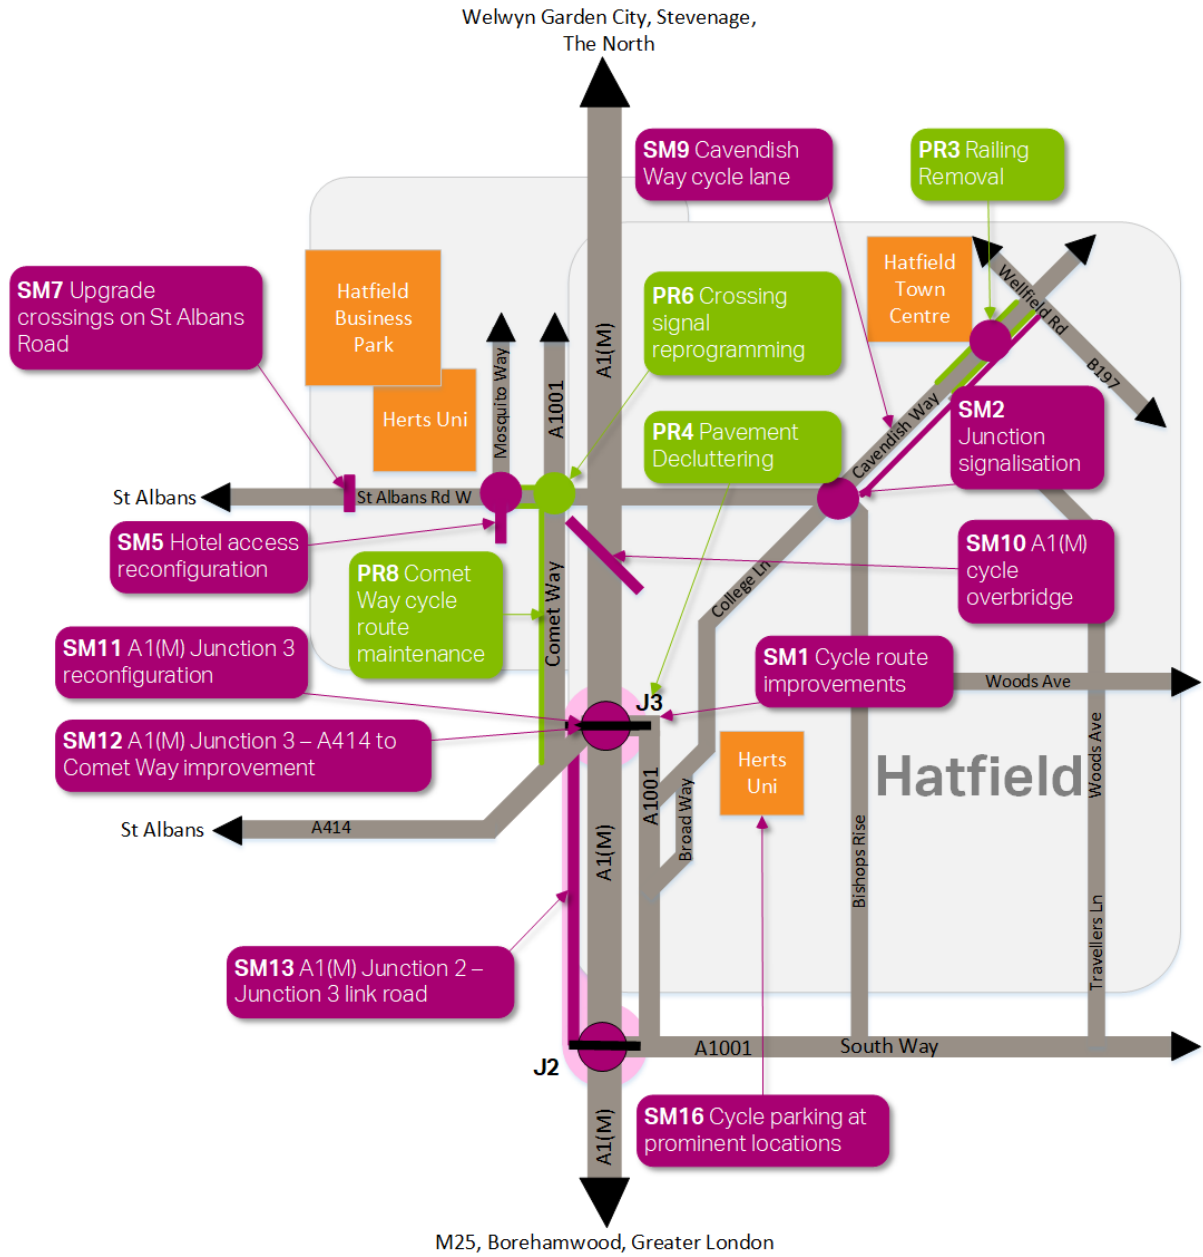 Welwyn Garden City, Stevenage,
The North
SM9 Cavendish
Way cycle lane
PR3 Railing
Removal
SM7 Upgrade
crossings on St Albans
Road
Hatfield
Business
Park
Herts Uni
PR6 Crossing
signal
reprogramming
Hatfield
Town
Centre
Wellfield Rd
B197
Mosquito Way
A1001
A1(M)
PR4 Pavement
Decluttering
Cavendish Way
SM2
Junction
signalisation
St Albans
St Albans Rd W
SM5 Hotel access
reconfiguration
PR8 Comet
Way cycle
route
maintenance
Comet Way
College Ln
SM10 A1(M)
cycle
overbridge
SM11 A1(M) Junction 3
reconfiguration
SM1 Cycle route
improvements
Woods Ave
J3
SM12 A1(M) Junction 3 – A414 to
Comet Way improvement
Herts
Uni
Hatfield
Woods Ave
St Albans
A414
A1(M)
A1001
Broad Way
Bishops Rise
Travellers Ln
SM13 A1(M) Junction 2 –
Junction 3 link road
J2
A1001
South Way
A1(M)
SM16 Cycle parking at
prominent locations
M25, Borehamwood, Greater London